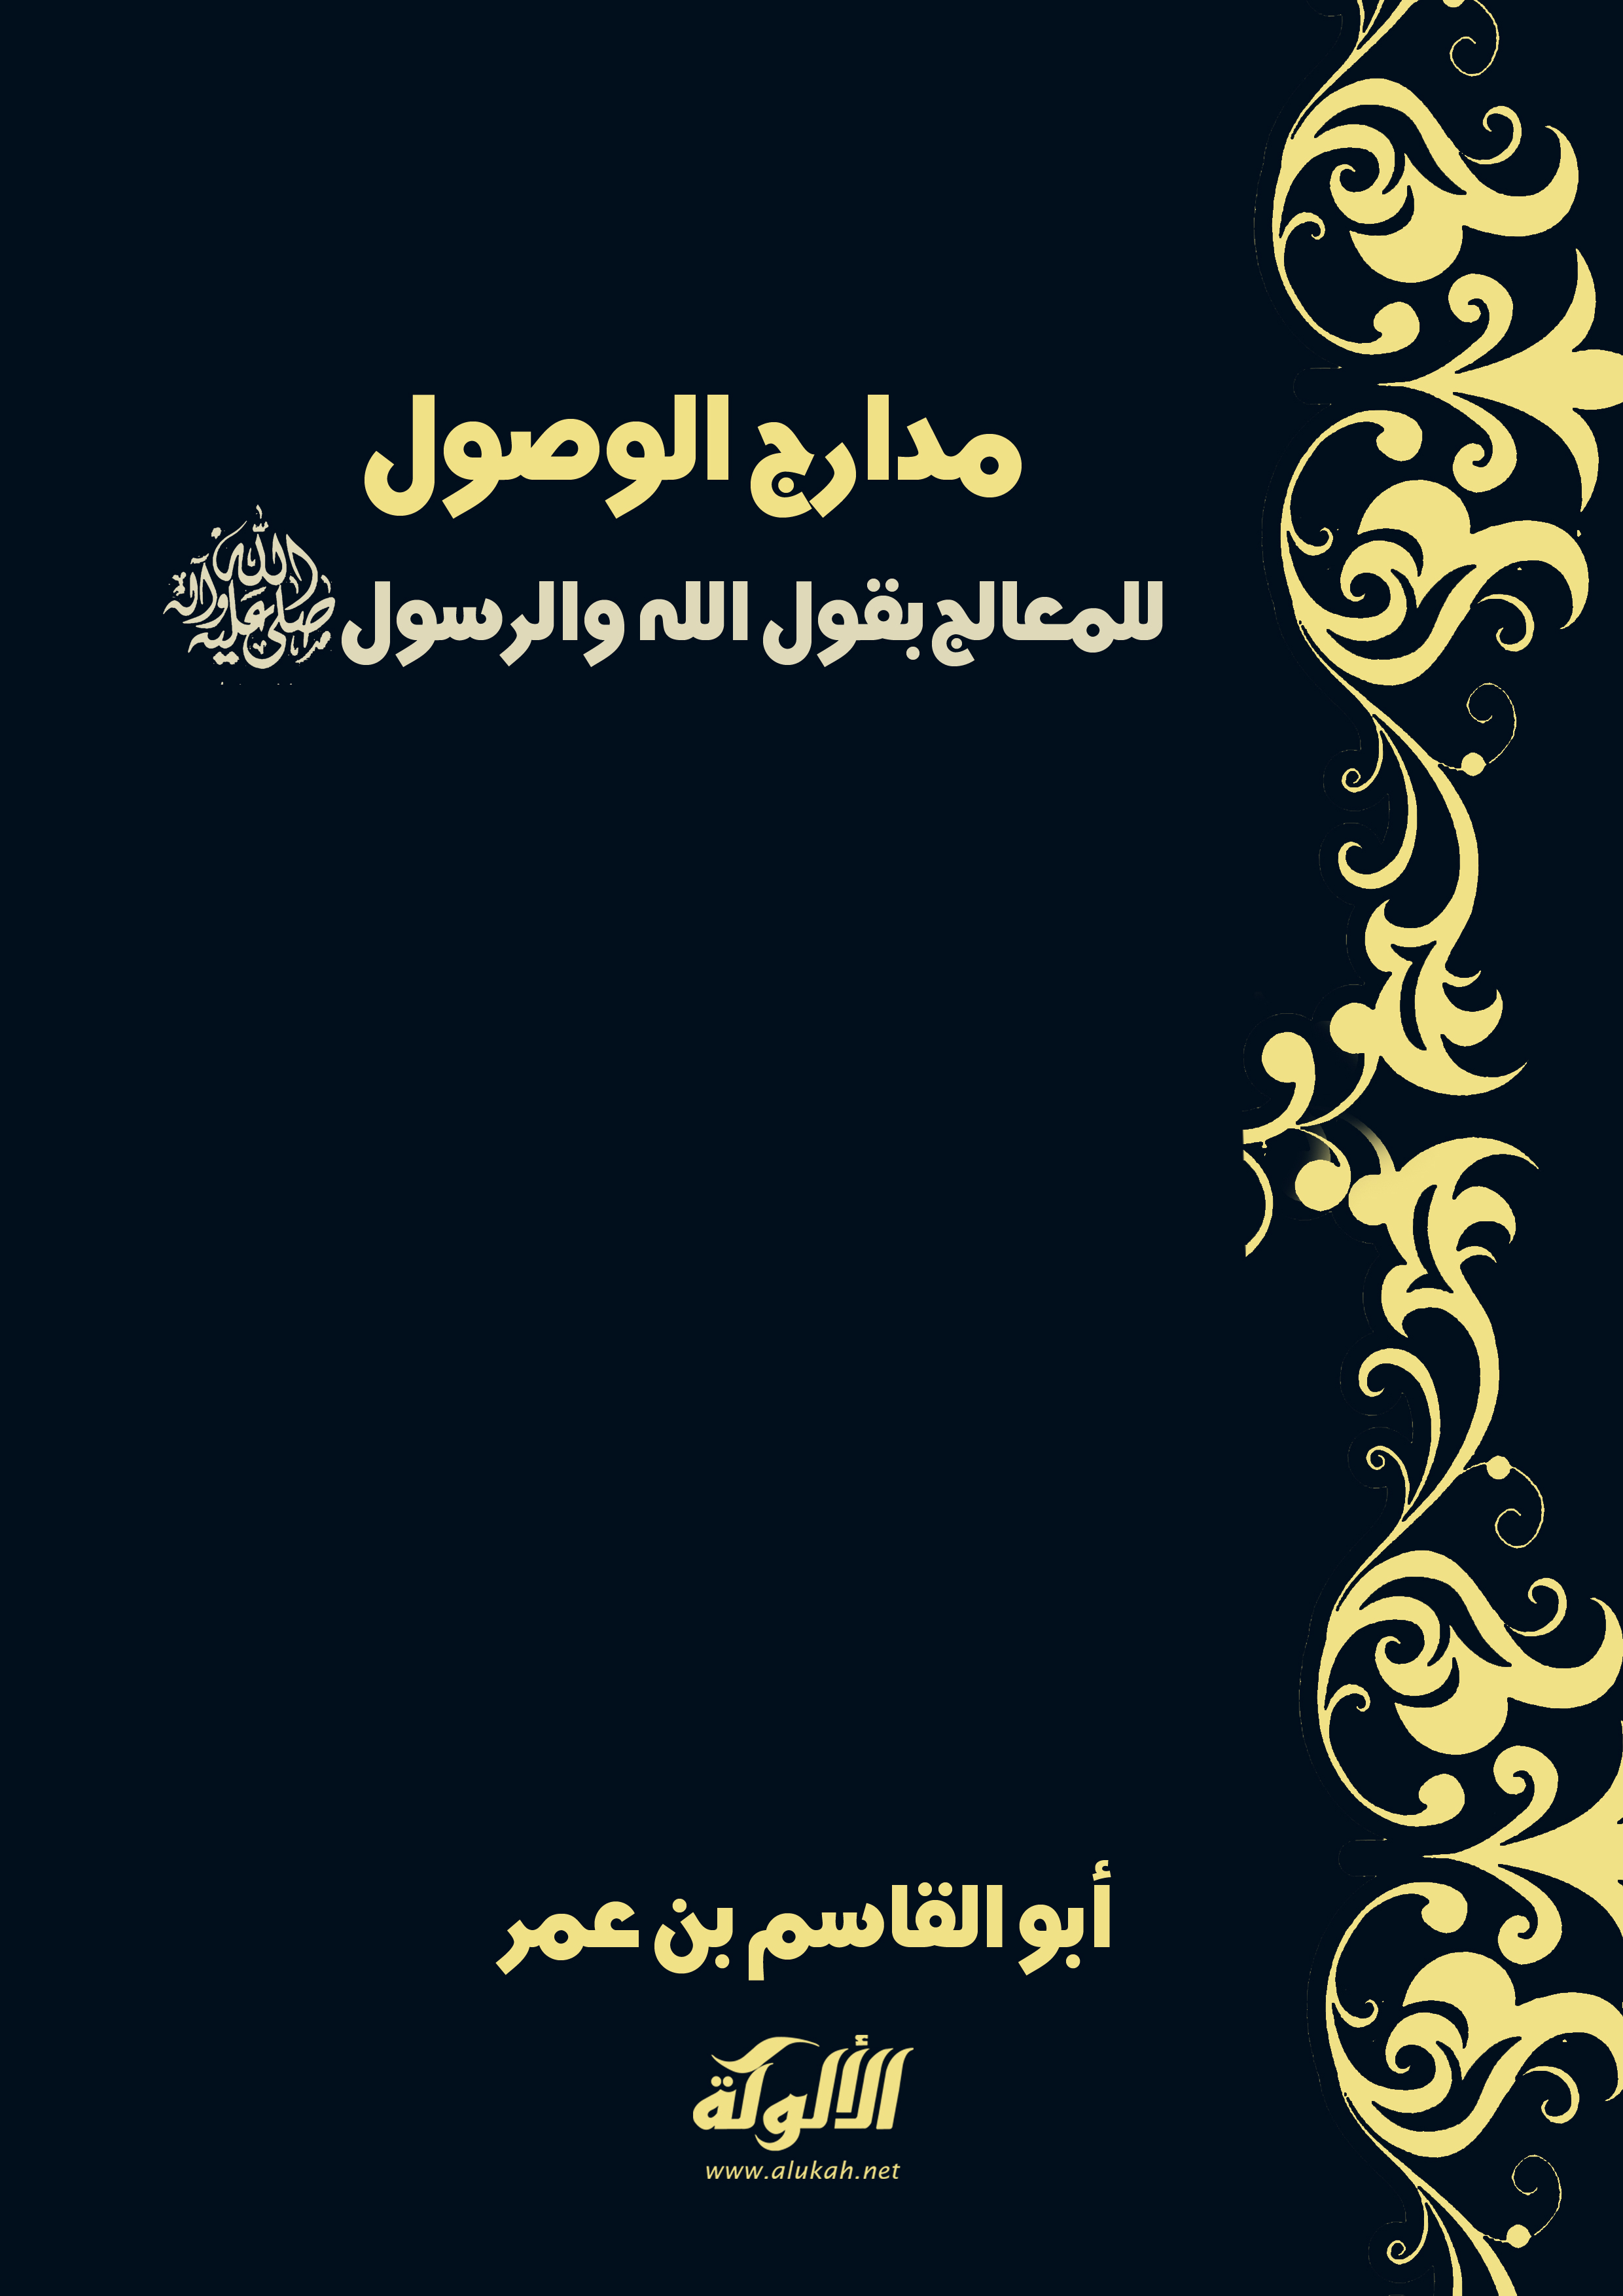 مدارج الوصول
للمعالج بقول الله والرسول صلى الله عليه وآله
أبو القاسم بن عمر
الألوكة
www.alukah.net